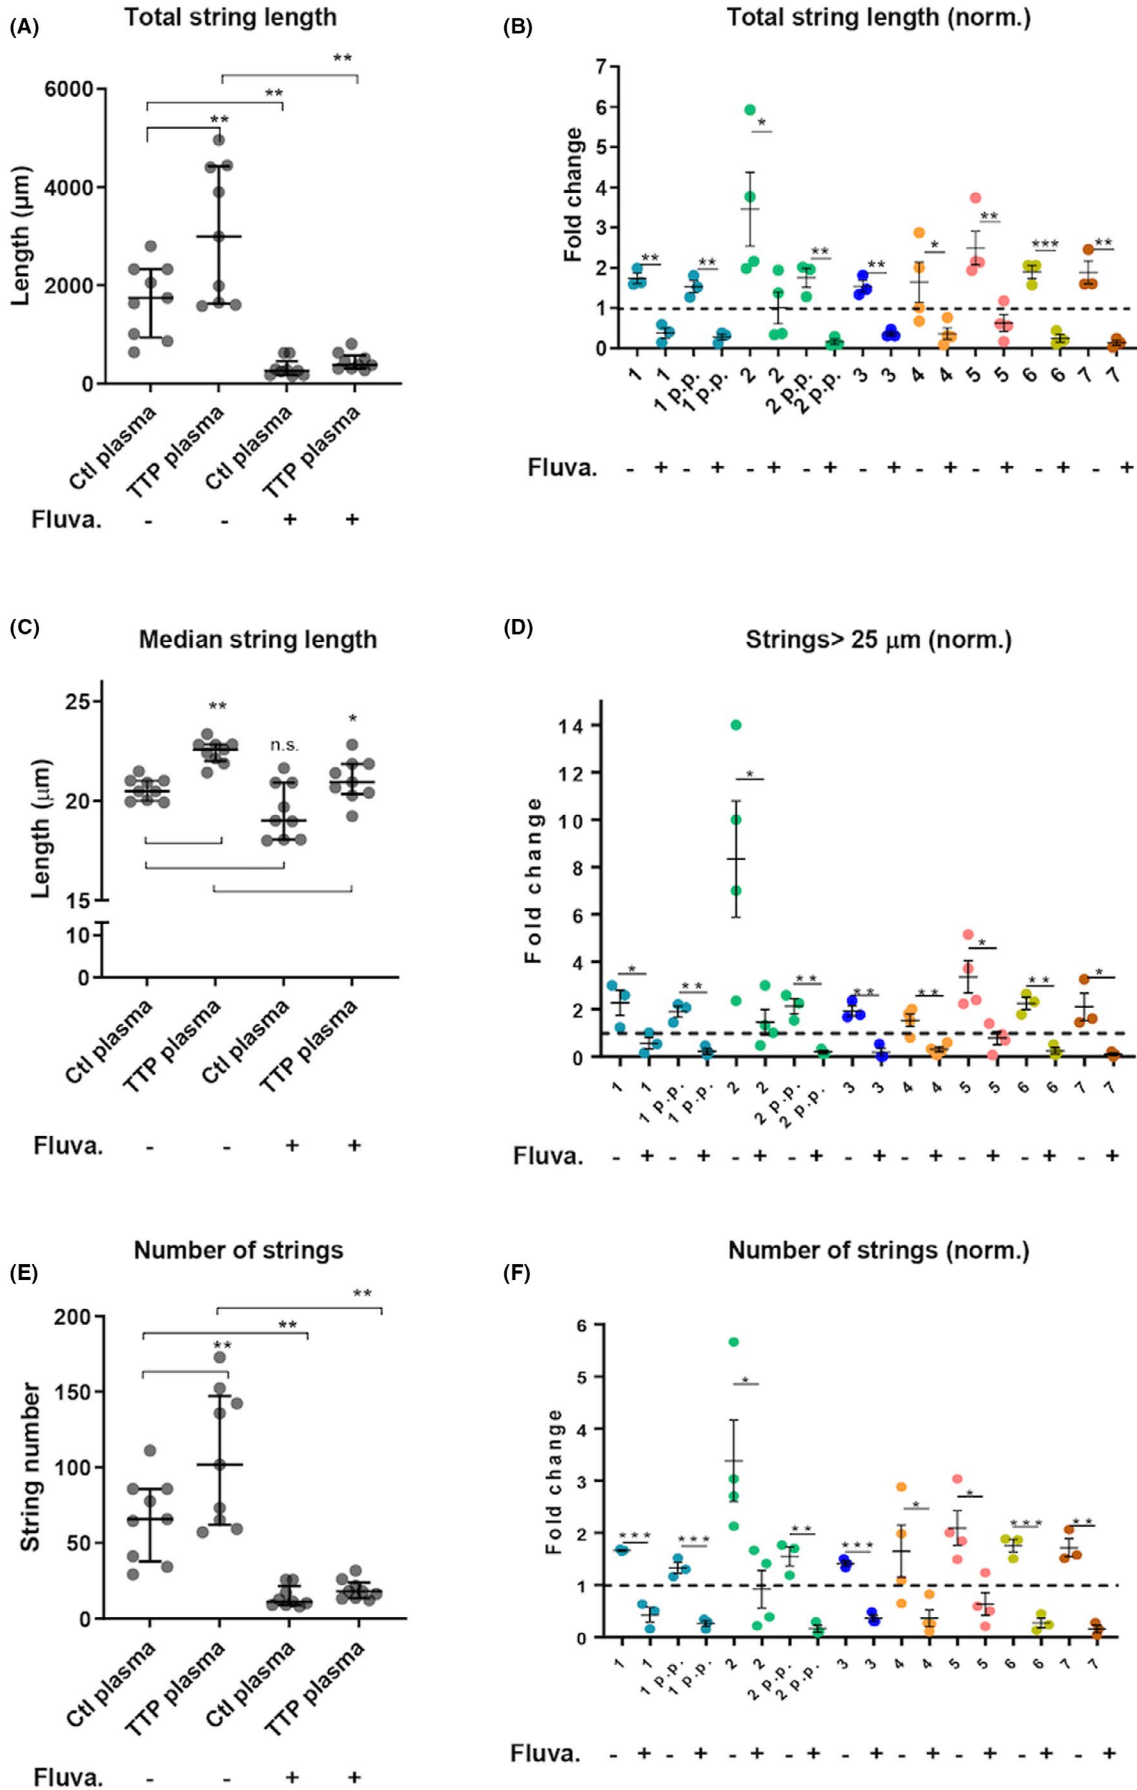 (A)
Total string length
**
**
**
6000
4000
2000
0
Length (µm)
Ctl plasma
TTP plasma
Ctl plasma
TTP plasma
Fluva. - - + +
(B)
Total string length (norm.)
7
6
5
4
3
2
1
0
Fold change
** ** * ** ** * ** *** **
1 1 1 p.p. 1 p.p. 2 2 2 p.p. 2 p.p. 3 3 4 4 5 5 6 6 7 7
Fluva. - + - + - + - + - + - + - + - + - +
(C)
Median string length
25
20
15
10
0
Length (µm)
**
n.s.
*
Ctl plasma
TTP plasma
Ctl plasma
TTP plasma
Fluva. - - + +
(D)
Strings> 25 µm (norm.)
14
12
10
8
6
4
2
0
Fold change
* ** * ** ** ** * ** *
1 1 1 p.p. 1 p.p. 2 2 2 p.p. 2 p.p. 3 3 4 4 5 5 6 6 7 7
Fluva. - + - + - + - + - + - + - + - + - +
(E)
Number of strings
**
**
**
200
150
100
50
0
String number
Ctl plasma
TTP plasma
Ctl plasma
TTP plasma
Fluva. - - + +
(F)
Number of strings (norm.)
6
5
4
3
2
1
0
Fold change
*** *** * ** *** * * *** **
1 1 1 p.p. 1 p.p. 2 2 2 p.p. 2 p.p. 3 3 4 4 5 5 6 6 7 7
Fluva. - + - + - + - + - + - + - + - + - +